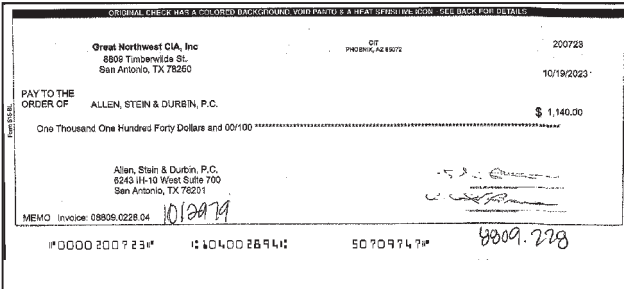 ORIGINAL CHECK HAS A COLORED BACKGROUND, VOID PANTO & A HEAT SENSITIVE ICON - SEE BACK FOR DETAILS
Great Northwest CIA, Inc
8809 Timberwilde St.
San Antonio, TX 78250
CIT
PHOENIX, AZ 85072
200723
10/19/2023
PAY TO THE
ORDER OF ALLEN, STEIN & DURBIN, P.C.
$ 1,140.00
One Thousand One Hundred Forty Dollars and 00/100
Allen, Stein & Durbin, P.C.
6243 IH-10 West Suite 700
San Antonio, TX 78201
MEMO Invoice: 08809.0228.04
1012979
⑈0000200723⑈ ⑆104002894⑆ 50709747⑈
8809.228